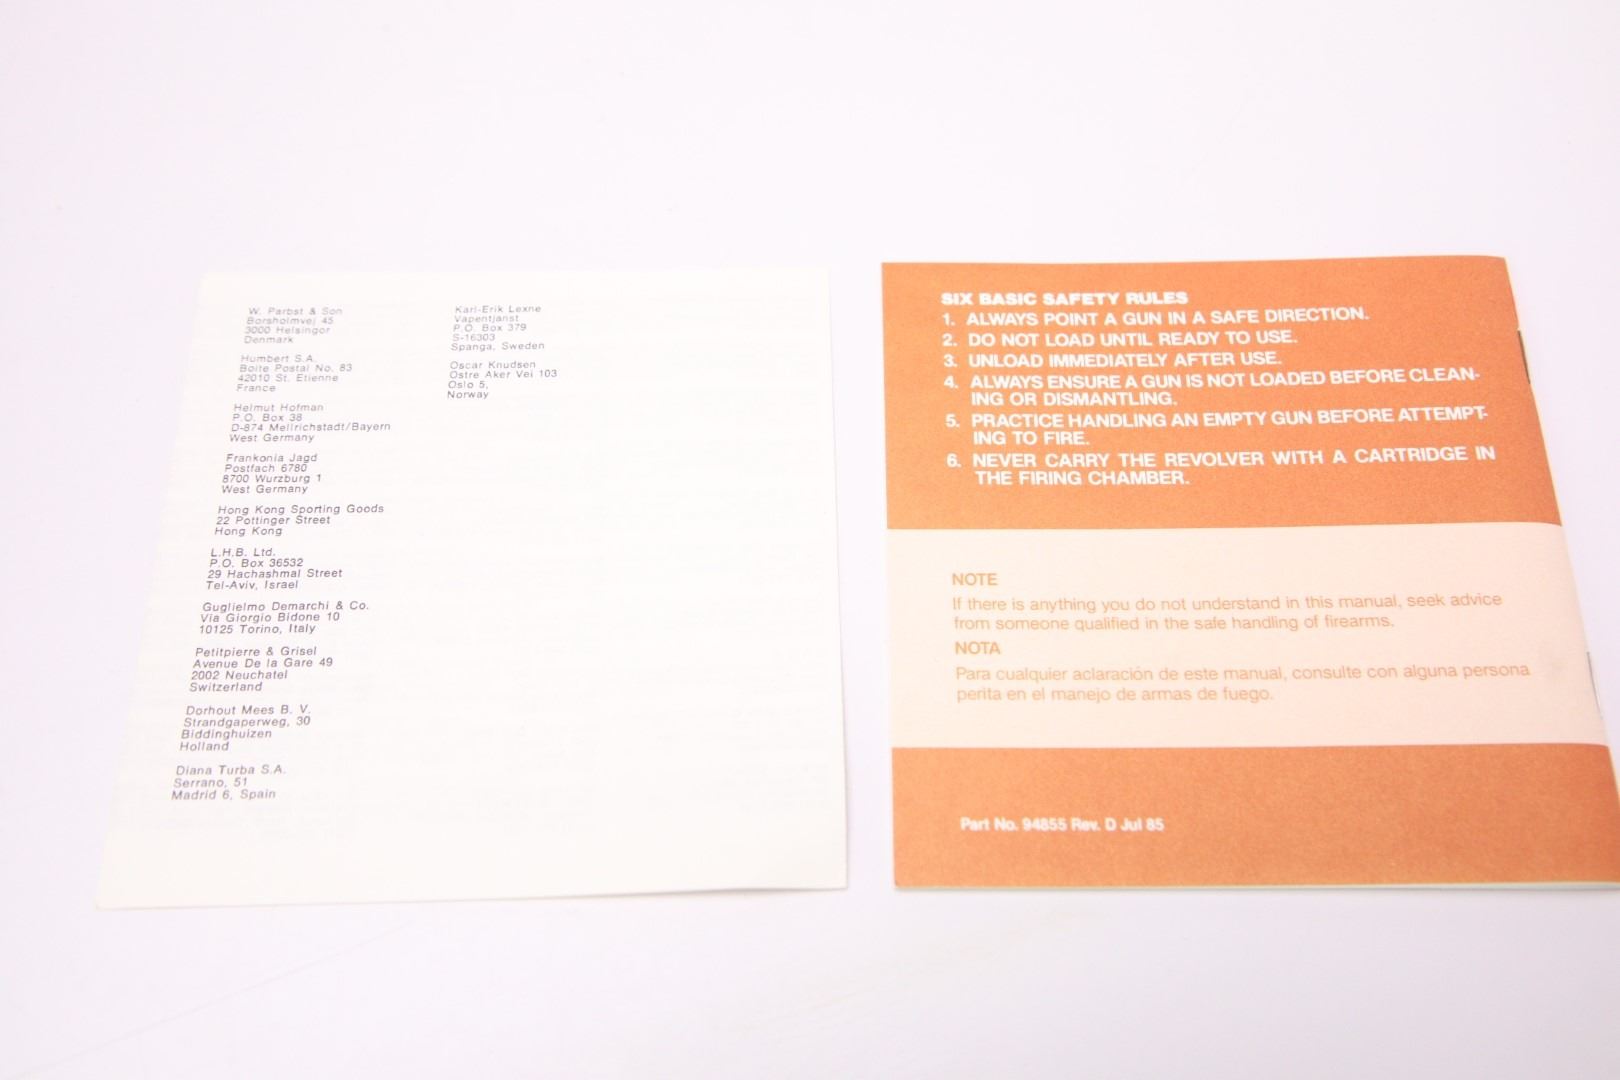 W. Parbst & Son
Borsholmvej 45
3000 Helsingor
Denmark
Humbert S.A.
Boite Postal No. 83
42010 St. Etienne
France
Helmut Hofman
P.O. Box 38
D-874 Mellrichstadt/Bayern
West Germany
Frankonia Jagd
Postfach 6780
8700 Wurzburg 1
West Germany
Hong Kong Sporting Goods
22 Pottinger Street
Hong Kong
L.H.B. Ltd.
P.O. Box 36532
29 Hachashmal Street
Tel-Aviv, Israel
Guglielmo Demarchi & Co.
Via Giorgio Bidone 10
10125 Torino, Italy
Petitpierre & Grisel
Avenue De la Gare 49
2002 Neuchatel
Switzerland
Dorhout Mees B. V.
Strandgaperweg, 30
Biddinghuizen
Holland
Diana Turba S.A.
Serrano, 51
Madrid 6, Spain
Karl-Erik Lexne
Vapentjanst
P.O. Box 379
S-16303
Spanga, Sweden
Oscar Knudsen
Ostre Aker Vei 103
Oslo 5,
Norway
SIX BASIC SAFETY RULES
1. ALWAYS POINT A GUN IN A SAFE DIRECTION.
2. DO NOT LOAD UNTIL READY TO USE.
3. UNLOAD IMMEDIATELY AFTER USE.
4. ALWAYS ENSURE A GUN IS NOT LOADED BEFORE CLEAN-
ING OR DISMANTLING.
5. PRACTICE HANDLING AN EMPTY GUN BEFORE ATTEMPT-
ING TO FIRE.
6. NEVER CARRY THE REVOLVER WITH A CARTRIDGE IN
THE FIRING CHAMBER.
NOTE
If there is anything you do not understand in this manual, seek advice
from someone qualified in the safe handling of firearms.
NOTA
Para cualquier aclaración de este manual, consulte con alguna persona
perita en el manejo de armas de fuego.
Part No. 94855 Rev. D Jul 85